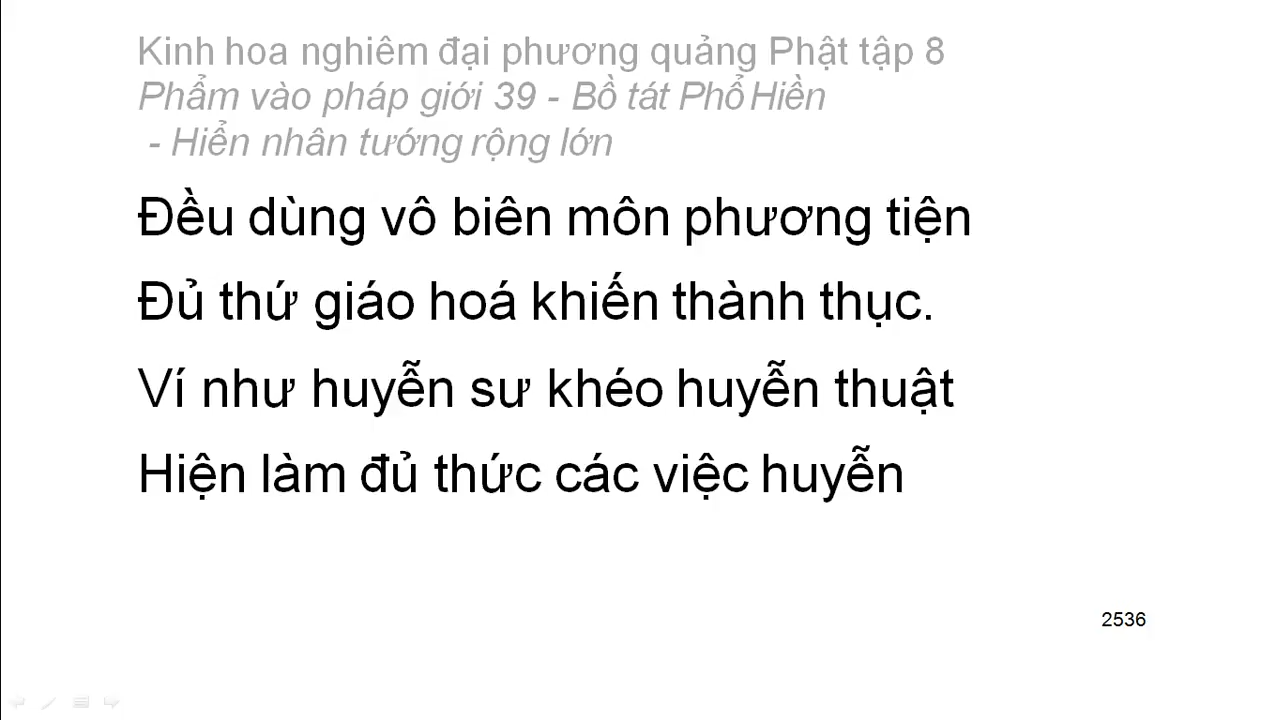 Kinh hoa nghiêm đại phương quảng Phật tập 8
Phẩm vào pháp giới 39 - Bồ tát Phổ Hiền
- Hiển nhân tướng rộng lớn
Đều dùng vô biên môn phương tiện
Đủ thứ giáo hoá khiến thành thục.
Ví như huyễn sư khéo huyễn thuật
Hiện làm đủ thức các việc huyễn
2536